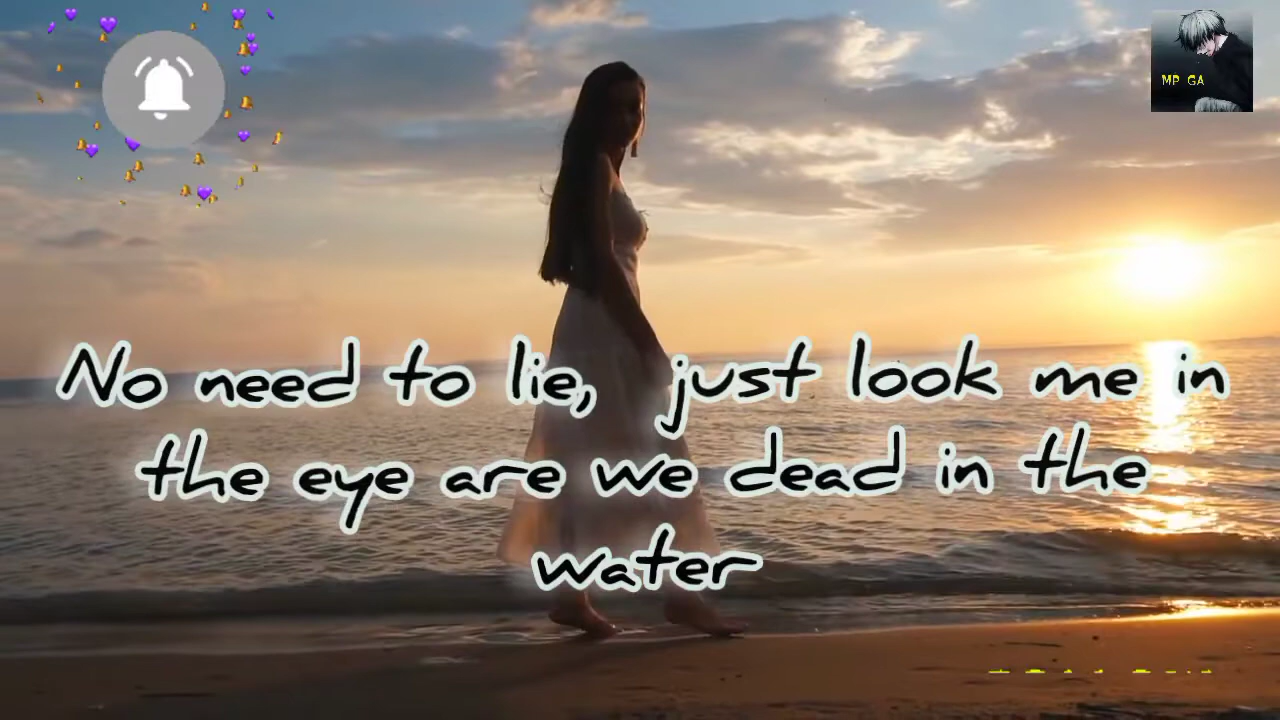 MP GA
No need to lie, just look me in
the eye are we dead in the
water